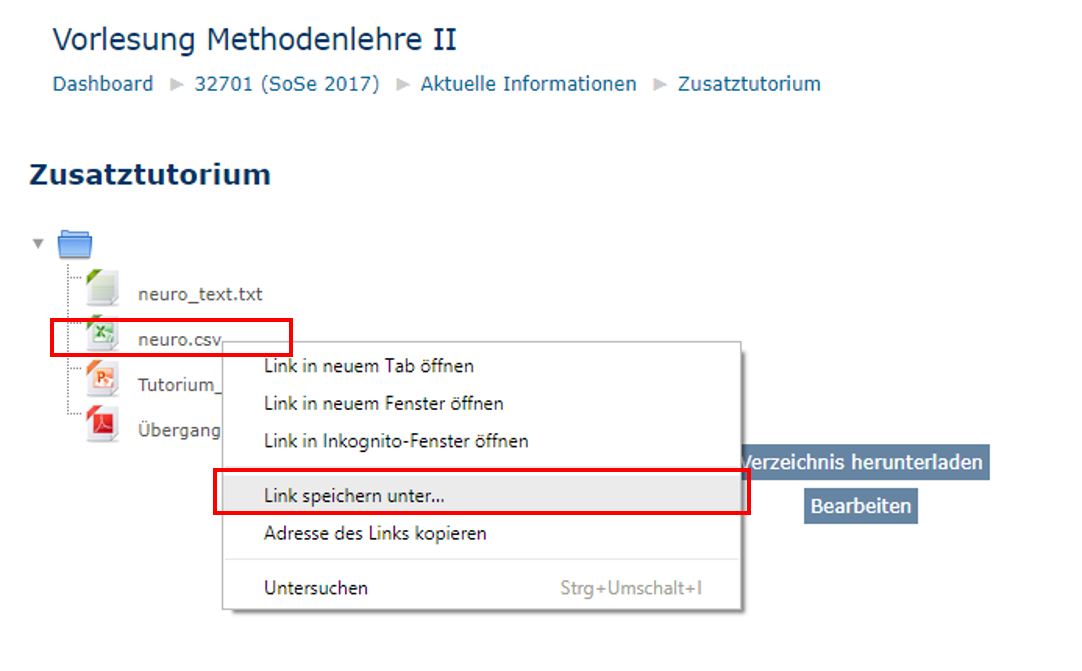 Vorlesung Methodenlehre II
Dashboard ► 32701 (SoSe 2017) ► Aktuelle Informationen ► Zusatztutorium
Zusatztutorium
neuro_text.txt
neuro.csv
Tutorium_
Übergang
Link in neuem Tab öffnen
Link in neuem Fenster öffnen
Link in Inkognito-Fenster öffnen
Link speichern unter...
Adresse des Links kopieren
Untersuchen Strg+Umschalt+I
Verzeichnis herunterladen
Bearbeiten